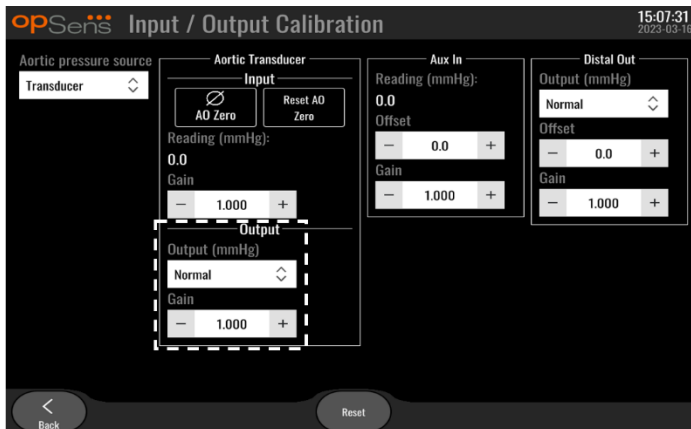 opSens Input / Output Calibration
15:07:31
2023-03-16
Aortic pressure source
Transducer
Aortic Transducer
Input
AO Zero
Reset AO
Zero
Reading (mmHg):
0.0
Gain
− 1.000 +
Output
Output (mmHg)
Normal
Gain
− 1.000 +
Aux In
Reading (mmHg):
0.0
Offset
− 0.0 +
Gain
− 1.000 +
Distal Out
Output (mmHg)
Normal
Offset
− 0.0 +
Gain
− 1.000 +
Back
Reset